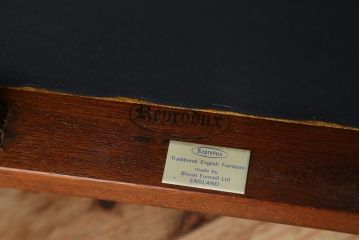 Reprodux
Reprodux
Traditional English Furniture
made by
Bevan Funnell Ltd
ENGLAND